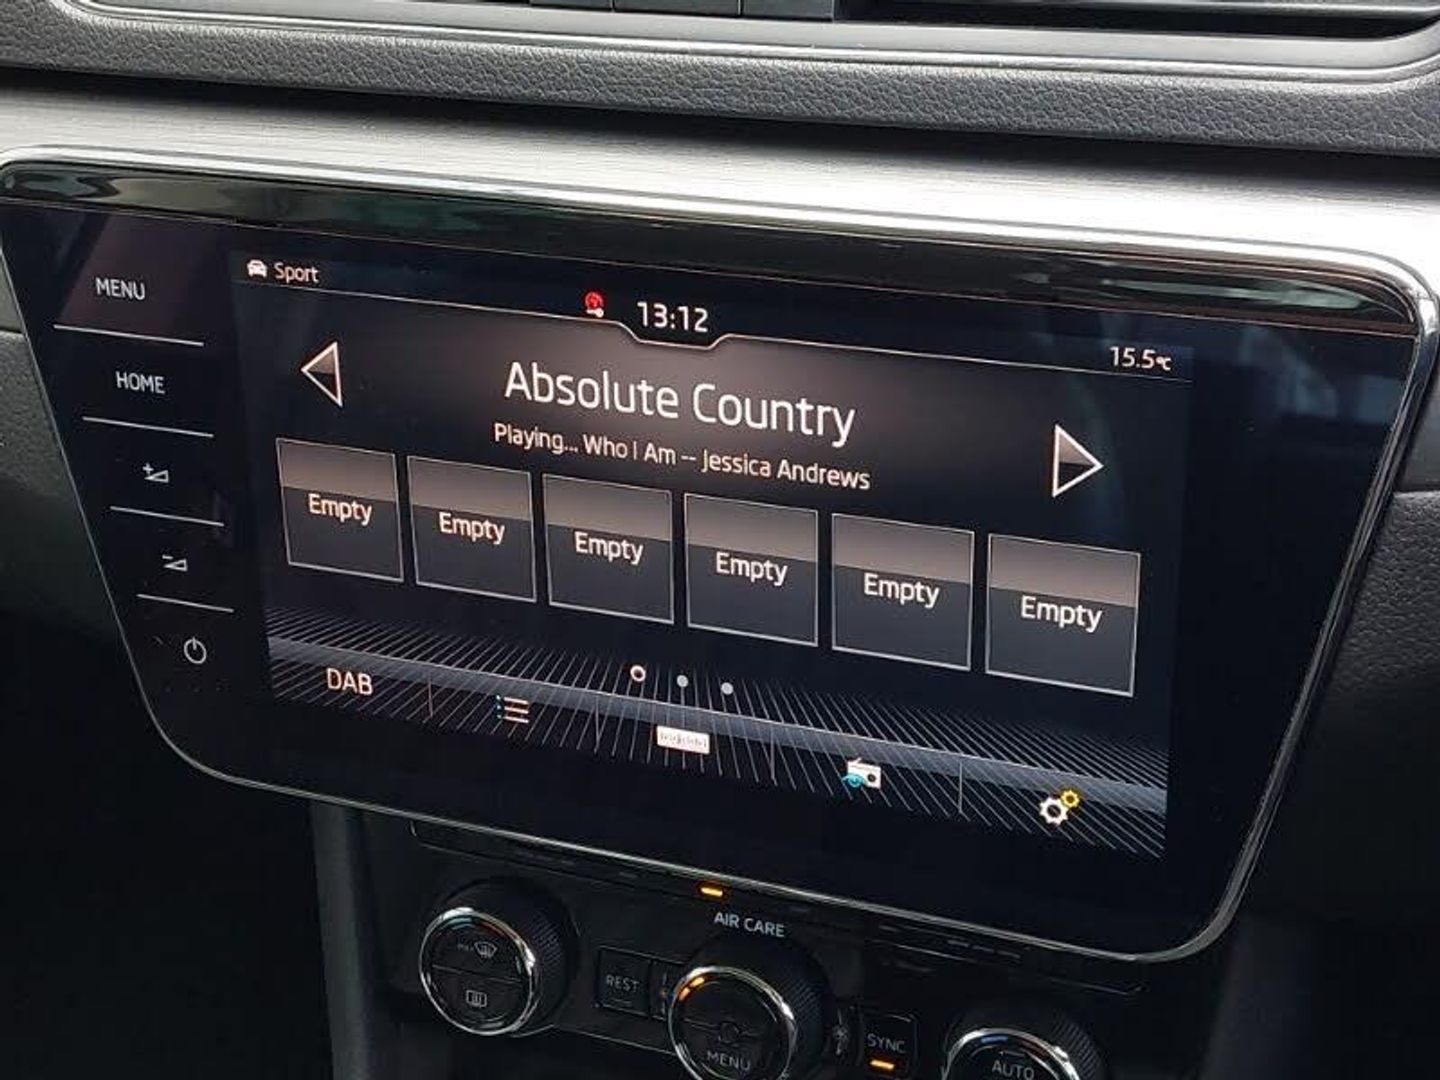 MENU
HOME
Sport
13:12
15.5°C
Absolute Country
Playing... Who I Am -- Jessica Andrews
Empty
Empty
Empty
Empty
Empty
Empty
DAB
AIR CARE
REST
MENU
SYNC
AUTO